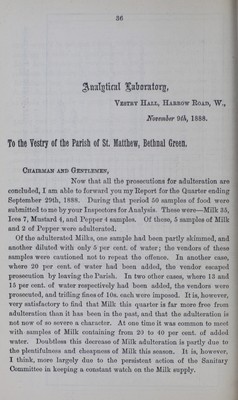 36
Analytical Laboratory,
Vestry Hall, Harrow Road, W.,
November 9th, 1888.
To the Vestry of the Parish of St. Matthew, Bethnal Green.
Chairman and Gentlemen,
Now that all the prosecutions for adulteration are
concluded, I am able to forward you my Report for the Quarter ending
September 29th, 1888. During that period 50 samples of food were
submitted to me by your Inspectors for Analysis. These were—Milk 35,
Ices 7, Mustard 4, and Pepper 4 samples. Of these, 5 samples of Milk
and 2 of Pepper were adulterated.
Of the adulterated Milks, one sample had been partly skimmed, and
another diluted with only 5 per cent. of water; the vendors of these
samples were cautioned not to repeat the offence. In another case,
where 20 per cent. of water had been added, the vendor escaped
prosecution by leaving the Parish. In two other cases, where 13 and
15 per cent. of water respectively had been added, the vendors were
prosecuted, and trifling fines of 10s. each were imposed. It is, however,
very satisfactory to find that Milk this quarter is far more free from
adulteration than it has been in the past, and that the adulteration is
not now of so severe a character. At one time it was common to meet
with samples of Milk containing from 20 to 40 per cent. of added
water. Doubtless this decrease of Milk adulteration is partly due to
the plentifulness and cheapness of Milk this season. It is, however,
I think, more largely due to the persistent action of the Sanitary
Committee in keeping a constant watch on the Milk supply.